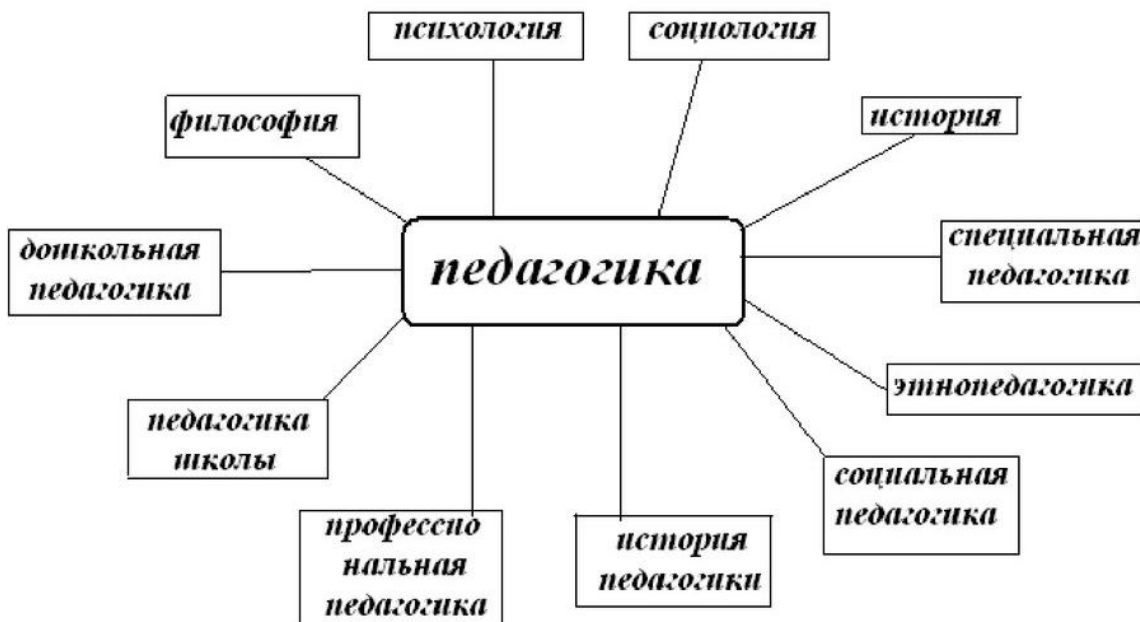 психология
социология
философия
история
дошкольная
педагогика
педагогика
специальная
педагогика
этнопедагогика
педагогика
школы
социальная
педагогика
профессио
нальная
педагогика
история
педагогики